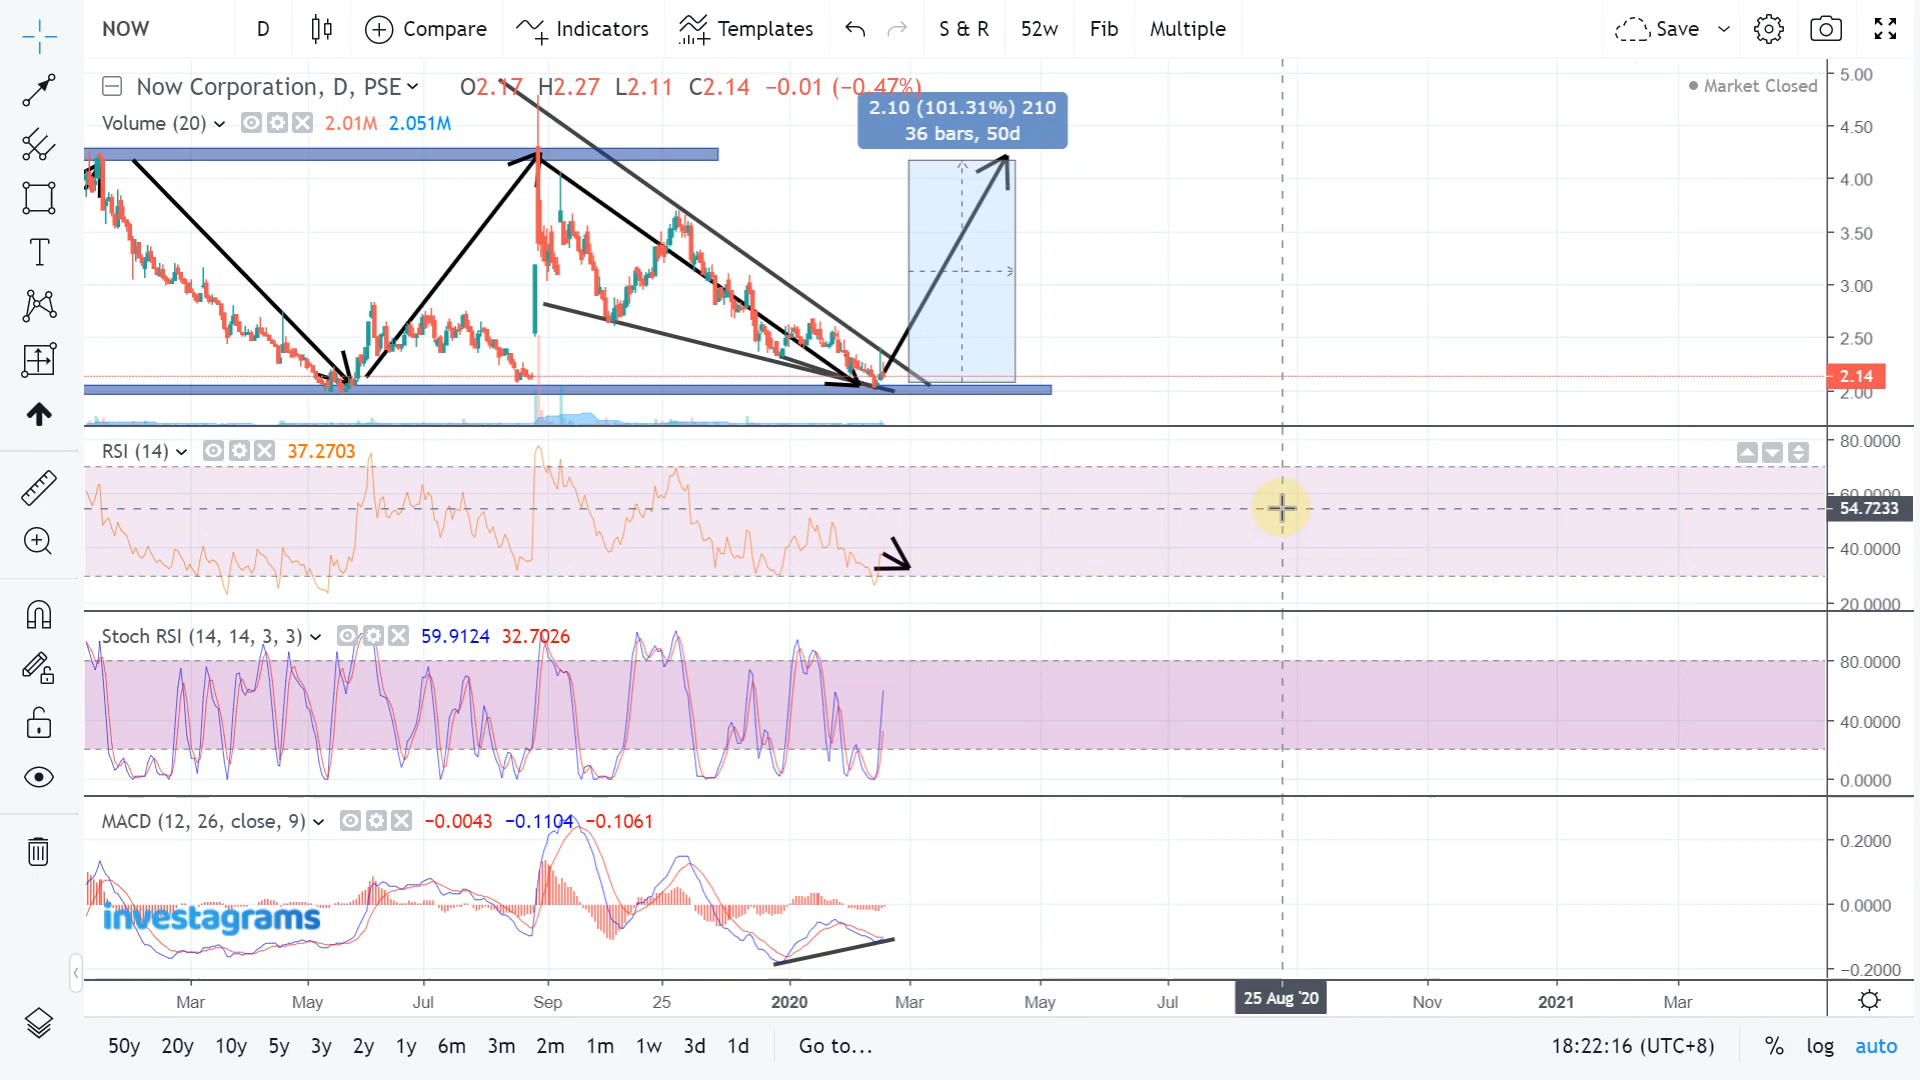 NOW D Compare Indicators Templates S & R 52w Fib Multiple Save
Now Corporation, D, PSE O2.17 H2.27 L2.11 C2.14 −0.01 (−0.47%)
Market Closed
Volume (20) 2.01M 2.051M
2.10 (101.31%) 210
36 bars, 50d
5.00
4.50
4.00
3.50
3.00
2.50
2.14
2.00
RSI (14) 37.2703
80.0000
60.0000
54.7233
40.0000
20.0000
Stoch RSI (14, 14, 3, 3) 59.9124 32.7026
80.0000
40.0000
0.0000
MACD (12, 26, close, 9) −0.0043 −0.1104 −0.1061
0.2000
0.0000
−0.2000
investagrams
Mar May Jul Sep 25 2020 Mar May Jul 25 Aug '20 Nov 2021 Mar
50y 20y 10y 5y 3y 2y 1y 6m 3m 2m 1m 1w 3d 1d Go to... 18:22:16 (UTC+8) % log auto